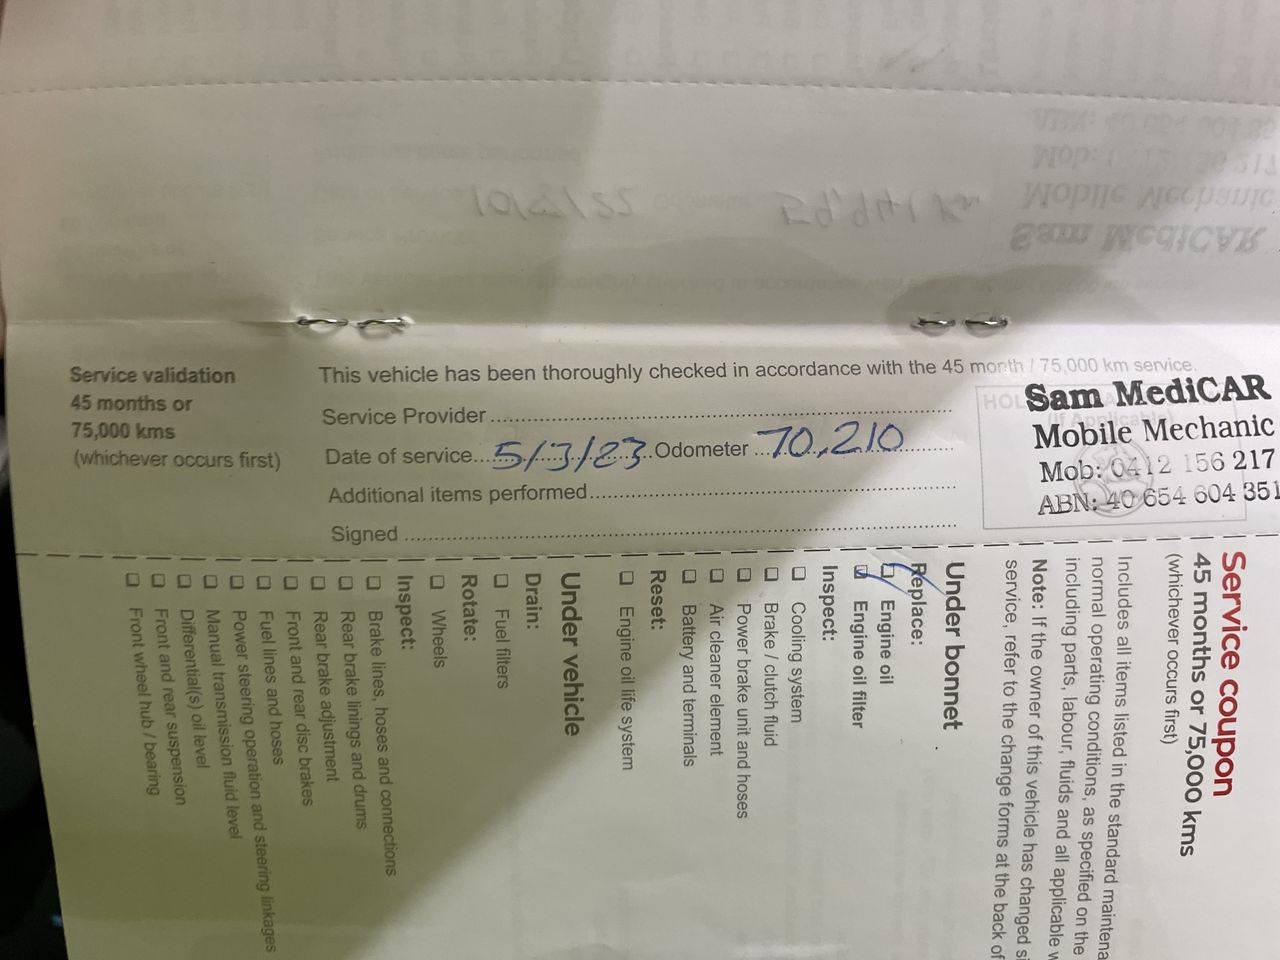 Service validation
45 months or
75,000 kms
(whichever occurs first)
This vehicle has been thoroughly checked in accordance with the 45 month / 75,000 km service.
Service Provider
Date of service 5/3/23 Odometer 70,210
Additional items performed
Signed
Sam MediCAR
Mobile Mechanic
Mob: 0412 156 217
ABN: 40 654 604 351
Service coupon
45 months or 75,000 kms
(whichever occurs first)
Includes all items listed in the standard
normal operating conditions, as specified on the
including parts, labour, fluids and all applicable
Note: If the owner of this vehicle has changed
service, refer to the change forms at the back of
Under bonnet
Replace:
Engine oil
Engine oil filter
Inspect:
Cooling system
Brake / clutch fluid
Power brake unit and hoses
Air cleaner element
Battery and terminals
Reset:
Engine oil life system
Under vehicle
Drain:
Fuel filters
Rotate:
Wheels
Inspect:
Brake lines, hoses and connections
Rear brake linings and drums
Rear brake adjustment
Front and rear disc brakes
Fuel lines and hoses
Power steering operation and steering linkages
Manual transmission fluid level
Differential(s) oil level
Front and rear suspension
Front wheel hub / bearing